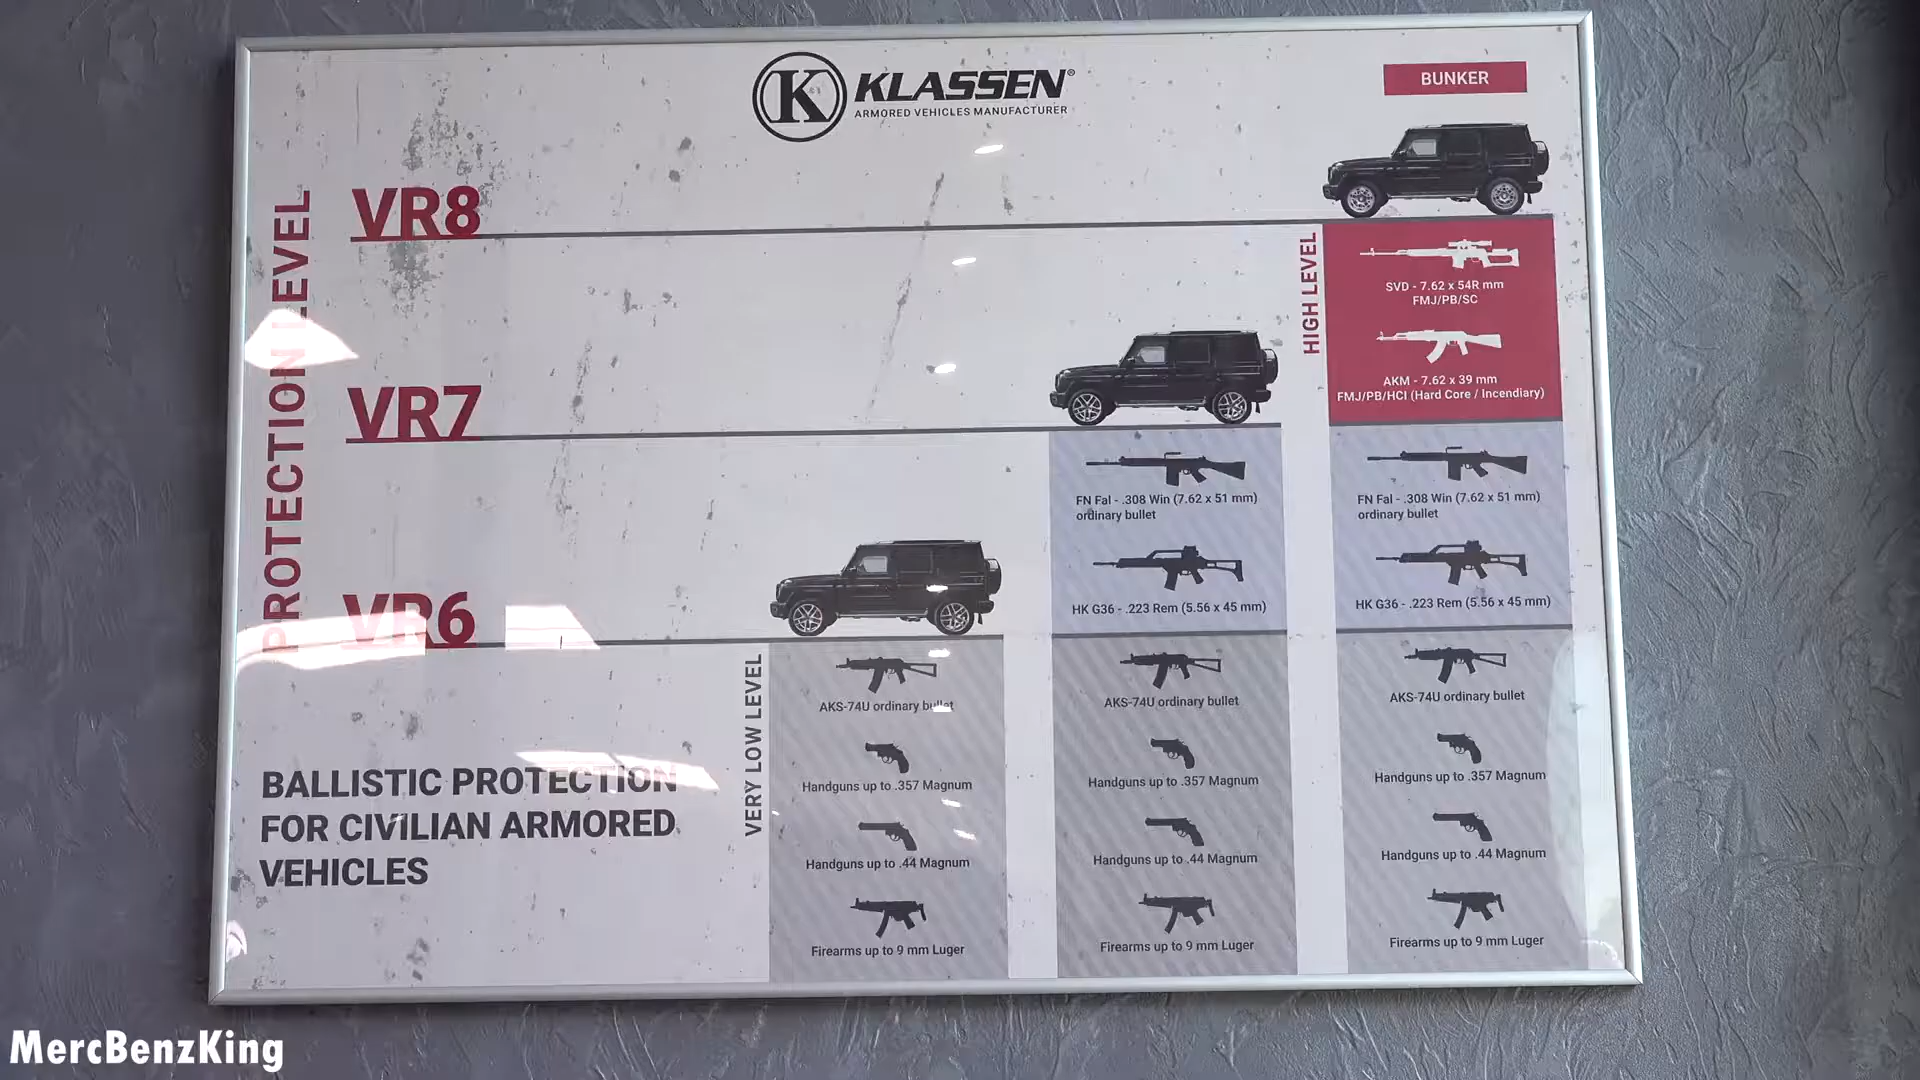 K KLASSEN®
ARMORED VEHICLES MANUFACTURER
BUNKER
PROTECTION LEVEL
VR8
HIGH LEVEL
SVD - 7.62 x 54R mm
FMJ/PB/SC
AKM - 7.62 x 39 mm
FMJ/PB/HCI (Hard Core / Incendiary)
VR7
FN Fal - .308 Win (7.62 x 51 mm)
ordinary bullet
HK G36 - .223 Rem (5.56 x 45 mm)
FN Fal - .308 Win (7.62 x 51 mm)
ordinary bullet
HK G36 - .223 Rem (5.56 x 45 mm)
VR6
VERY LOW LEVEL
AKS-74U ordinary bullet
Handguns up to .357 Magnum
Handguns up to .44 Magnum
Firearms up to 9 mm Luger
AKS-74U ordinary bullet
Handguns up to .357 Magnum
Handguns up to .44 Magnum
Firearms up to 9 mm Luger
AKS-74U ordinary bullet
Handguns up to .357 Magnum
Handguns up to .44 Magnum
Firearms up to 9 mm Luger
BALLISTIC PROTECTION
FOR CIVILIAN ARMORED
VEHICLES
MercBenzKing